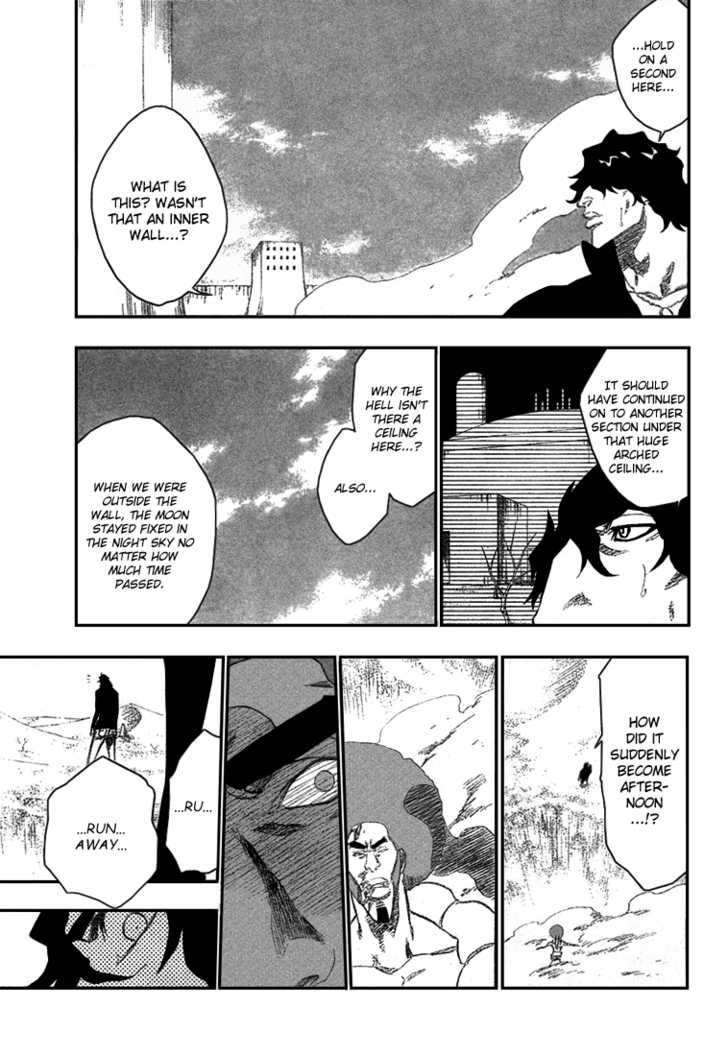 ...HOLD
ON A
SECOND
HERE...
WHAT IS
THIS? WASN'T
THAT AN INNER
WALL...?
IT SHOULD
HAVE CONTINUED
ON TO ANOTHER
SECTION UNDER
THAT HUGE
ARCHED
CEILING...
WHY THE
HELL ISN'T
THERE A
CEILING
HERE...?
ALSO...
WHEN WE WERE
OUTSIDE THE
WALL, THE MOON
STAYED FIXED IN
THE NIGHT SKY NO
MATTER HOW
MUCH TIME
PASSED.
HOW
DID IT
SUDDENLY
BECOME
AFTER-
NOON
...!?
...RU...
...RUN...
AWAY...